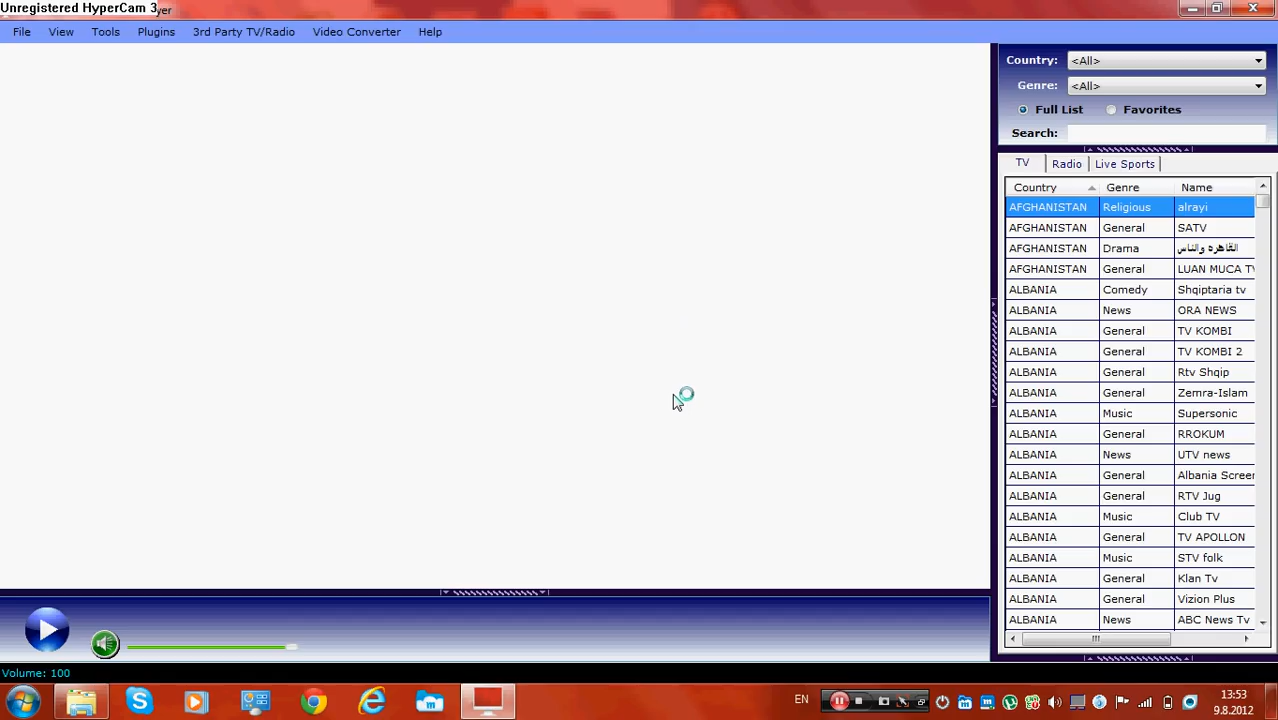 Unregistered HyperCam 3
yer
File View Tools Plugins 3rd Party TV/Radio Video Converter Help
Country: <All>
Genre: <All>
Full List Favorites
Search:
TV Radio Live Sports
Country Genre Name
AFGHANISTAN Religious alrayi
AFGHANISTAN General SATV
AFGHANISTAN Drama القاهره والناس
AFGHANISTAN General LUAN MUCA TV
ALBANIA Comedy Shqiptaria tv
ALBANIA News ORA NEWS
ALBANIA General TV KOMBI
ALBANIA General TV KOMBI 2
ALBANIA General Rtv Shqip
ALBANIA General Zemra-Islam
ALBANIA Music Supersonic
ALBANIA General RROKUM
ALBANIA News UTV news
ALBANIA General Albania Screen
ALBANIA General RTV Jug
ALBANIA Music Club TV
ALBANIA General TV APOLLON
ALBANIA Music STV folk
ALBANIA General Klan Tv
ALBANIA General Vizion Plus
ALBANIA News ABC News Tv
Volume: 100
EN
13:53
9.8.2012